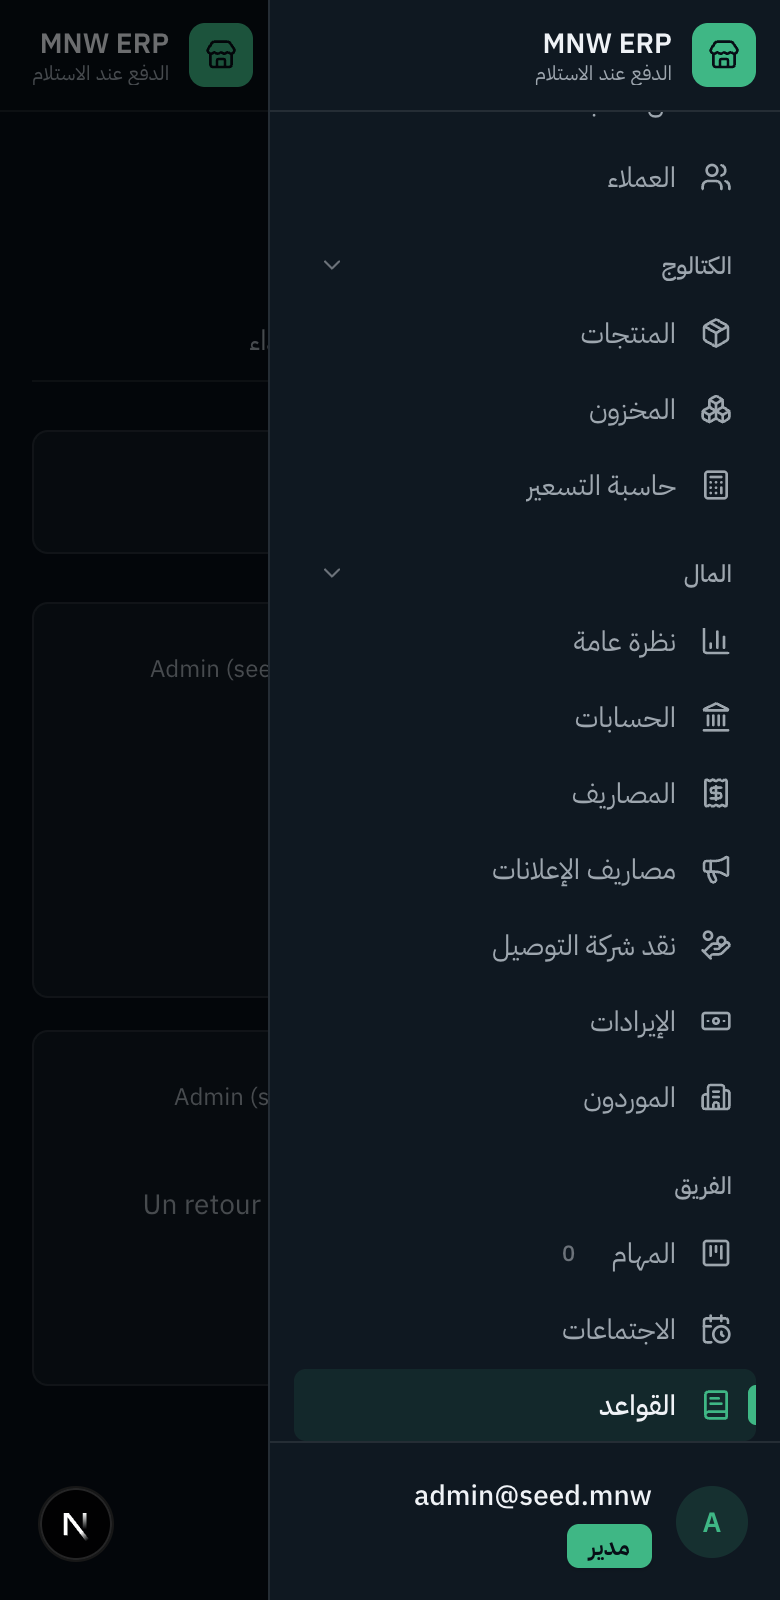 MNW ERP
الدفع عند الاستلام
MNW ERP
الدفع عند الاستلام
العملاء
الكتالوج
المنتجات
المخزون
حاسبة التسعير
المال
نظرة عامة
الحسابات
المصاريف
مصاريف الإعلانات
نقد شركة التوصيل
الإيرادات
الموردون
الفريق
المهام 0
الاجتماعات
القواعد
admin@seed.mnw
A
مدير
Admin
Admin
Un retour
N